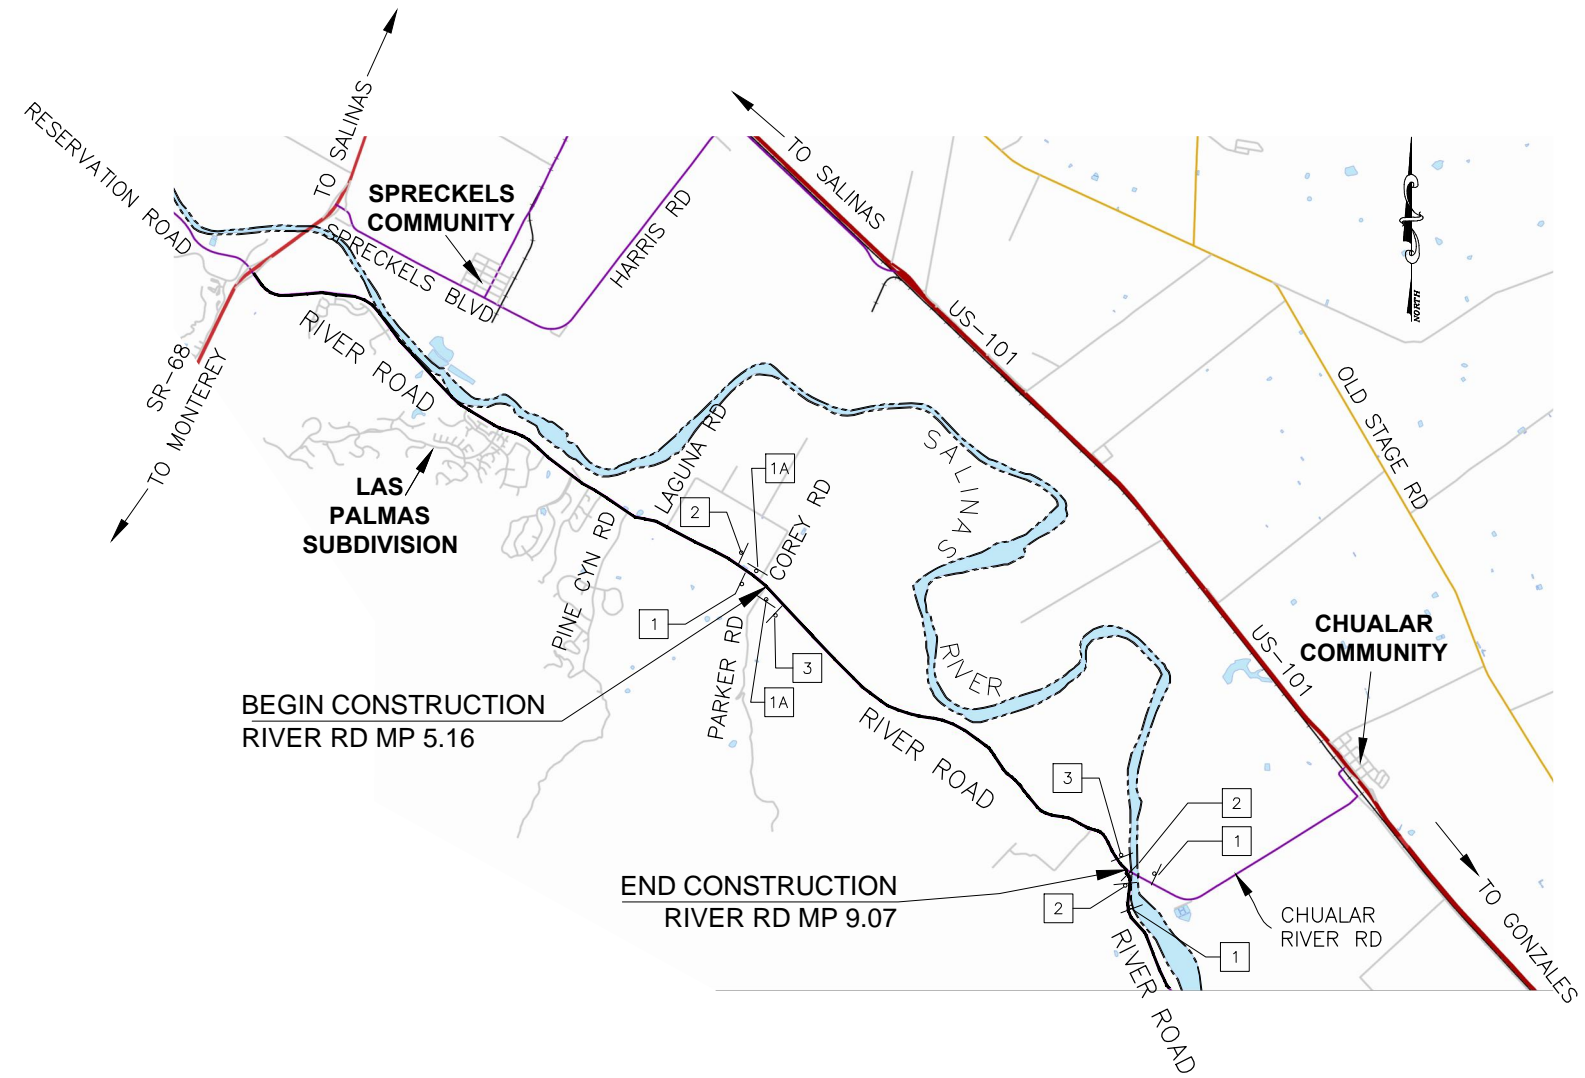 RESERVATION ROAD
TO SALINAS
SPRECKELS
COMMUNITY
SPRECKELS BLVD
HARRIS RD
TO SALINAS
NORTH
US-101
OLD STAGE RD
RIVER ROAD
SR-68
TO MONTEREY
LAS
PALMAS
SUBDIVISION
LAGUNA RD
1A
2
COREY RD
SALINAS
RIVER
PINE CYN RD
1
PARKER RD
3
1A
BEGIN CONSTRUCTION
RIVER RD MP 5.16
US-101
CHUALAR
COMMUNITY
RIVER ROAD
3
2
1
END CONSTRUCTION
RIVER RD MP 9.07
2
1
CHUALAR
RIVER RD
TO GONZALES
RIVER ROAD